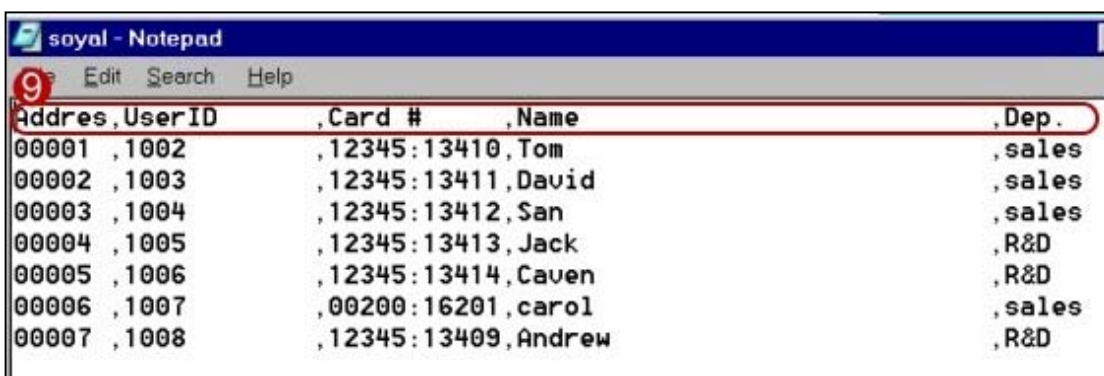 soyal - Notepad
File Edit Search Help
9
Addres,UserID ,Card # ,Name ,Dep.
00001 ,1002 ,12345:13410,Tom ,sales
00002 ,1003 ,12345:13411,David ,sales
00003 ,1004 ,12345:13412,San ,sales
00004 ,1005 ,12345:13413,Jack ,R&D
00005 ,1006 ,12345:13414,Caven ,R&D
00006 ,1007 ,00200:16201,carol ,sales
00007 ,1008 ,12345:13409,Andrew ,R&D